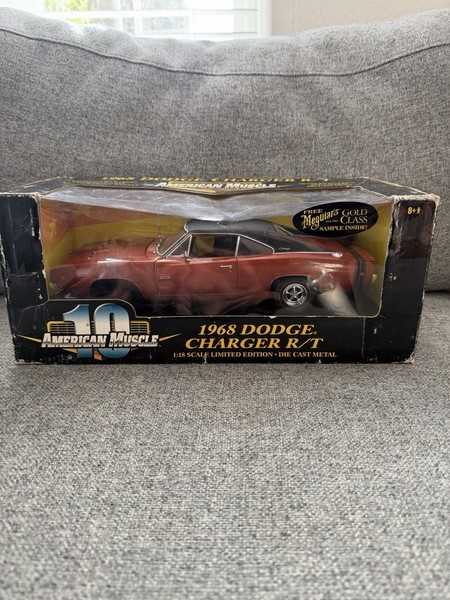 1968 DODGE CHARGER R/T
AMERICAN MUSCLE
FREE
Meguiar's GOLD
CLASS
SAMPLE INSIDE!
8+
10
AMERICAN MUSCLE
1968 DODGE
CHARGER R/T
1:18 SCALE LIMITED EDITION • DIE CAST METAL